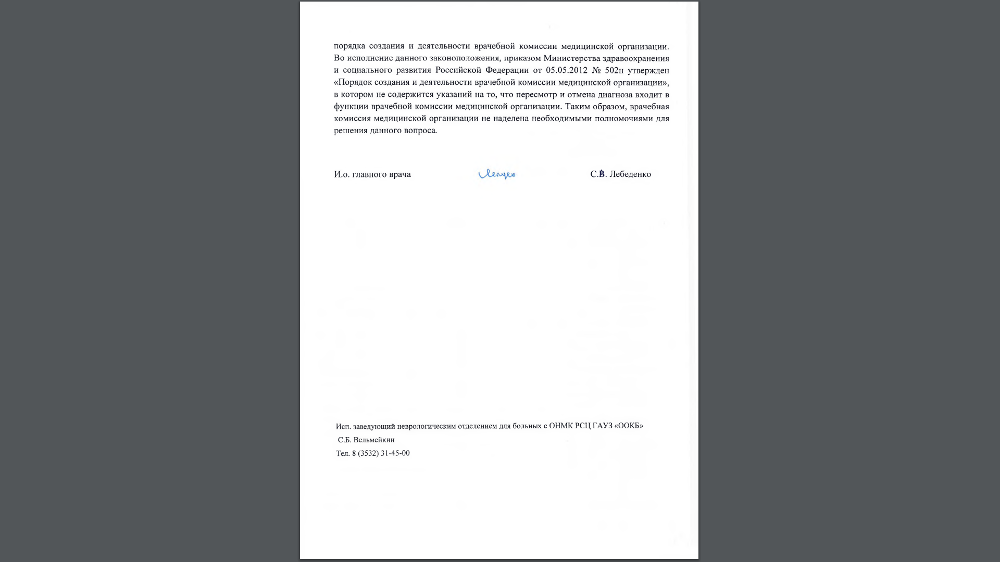 порядка создания и деятельности врачебной комиссии медицинской организации.
Во исполнение данного законоположения, приказом Министерства здравоохранения
и социального развития Российской Федерации от 05.05.2012 № 502н утвержден
«Порядок создания и деятельности врачебной комиссии медицинской организации»,
в котором не содержится указаний на то, что пересмотр и отмена диагноза входит в
функции врачебной комиссии медицинской организации. Таким образом, врачебная
комиссия медицинской организации не наделена необходимыми полномочиями для
решения данного вопроса.
И.о. главного врача С.В. Лебеденко
Исп. заведующий неврологическим отделением для больных с ОНМК РСЦ ГАУЗ «ООКБ»
С.Б. Вельмейкин
Тел. 8 (3532) 31-45-00